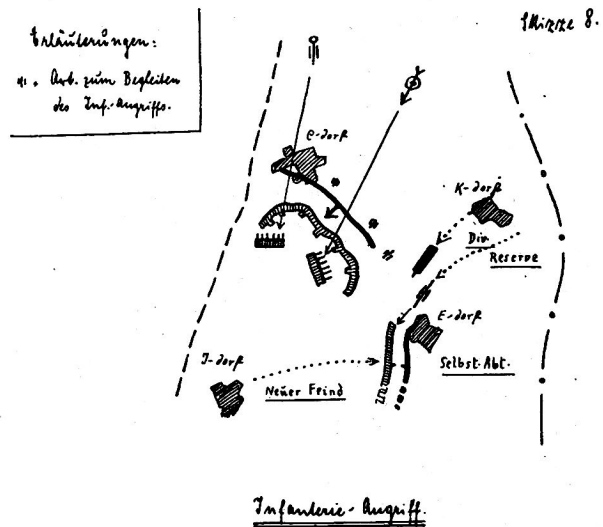 Skizze 8.
Erläuterungen:
Art. zum Begleiten
des Inf.-Angriffs.
C-dorf
K-dorf
Div.
Reserve
E-dorf
J-dorf
Selbst. Abt.
Neuer Feind
Infanterie-Angriff.